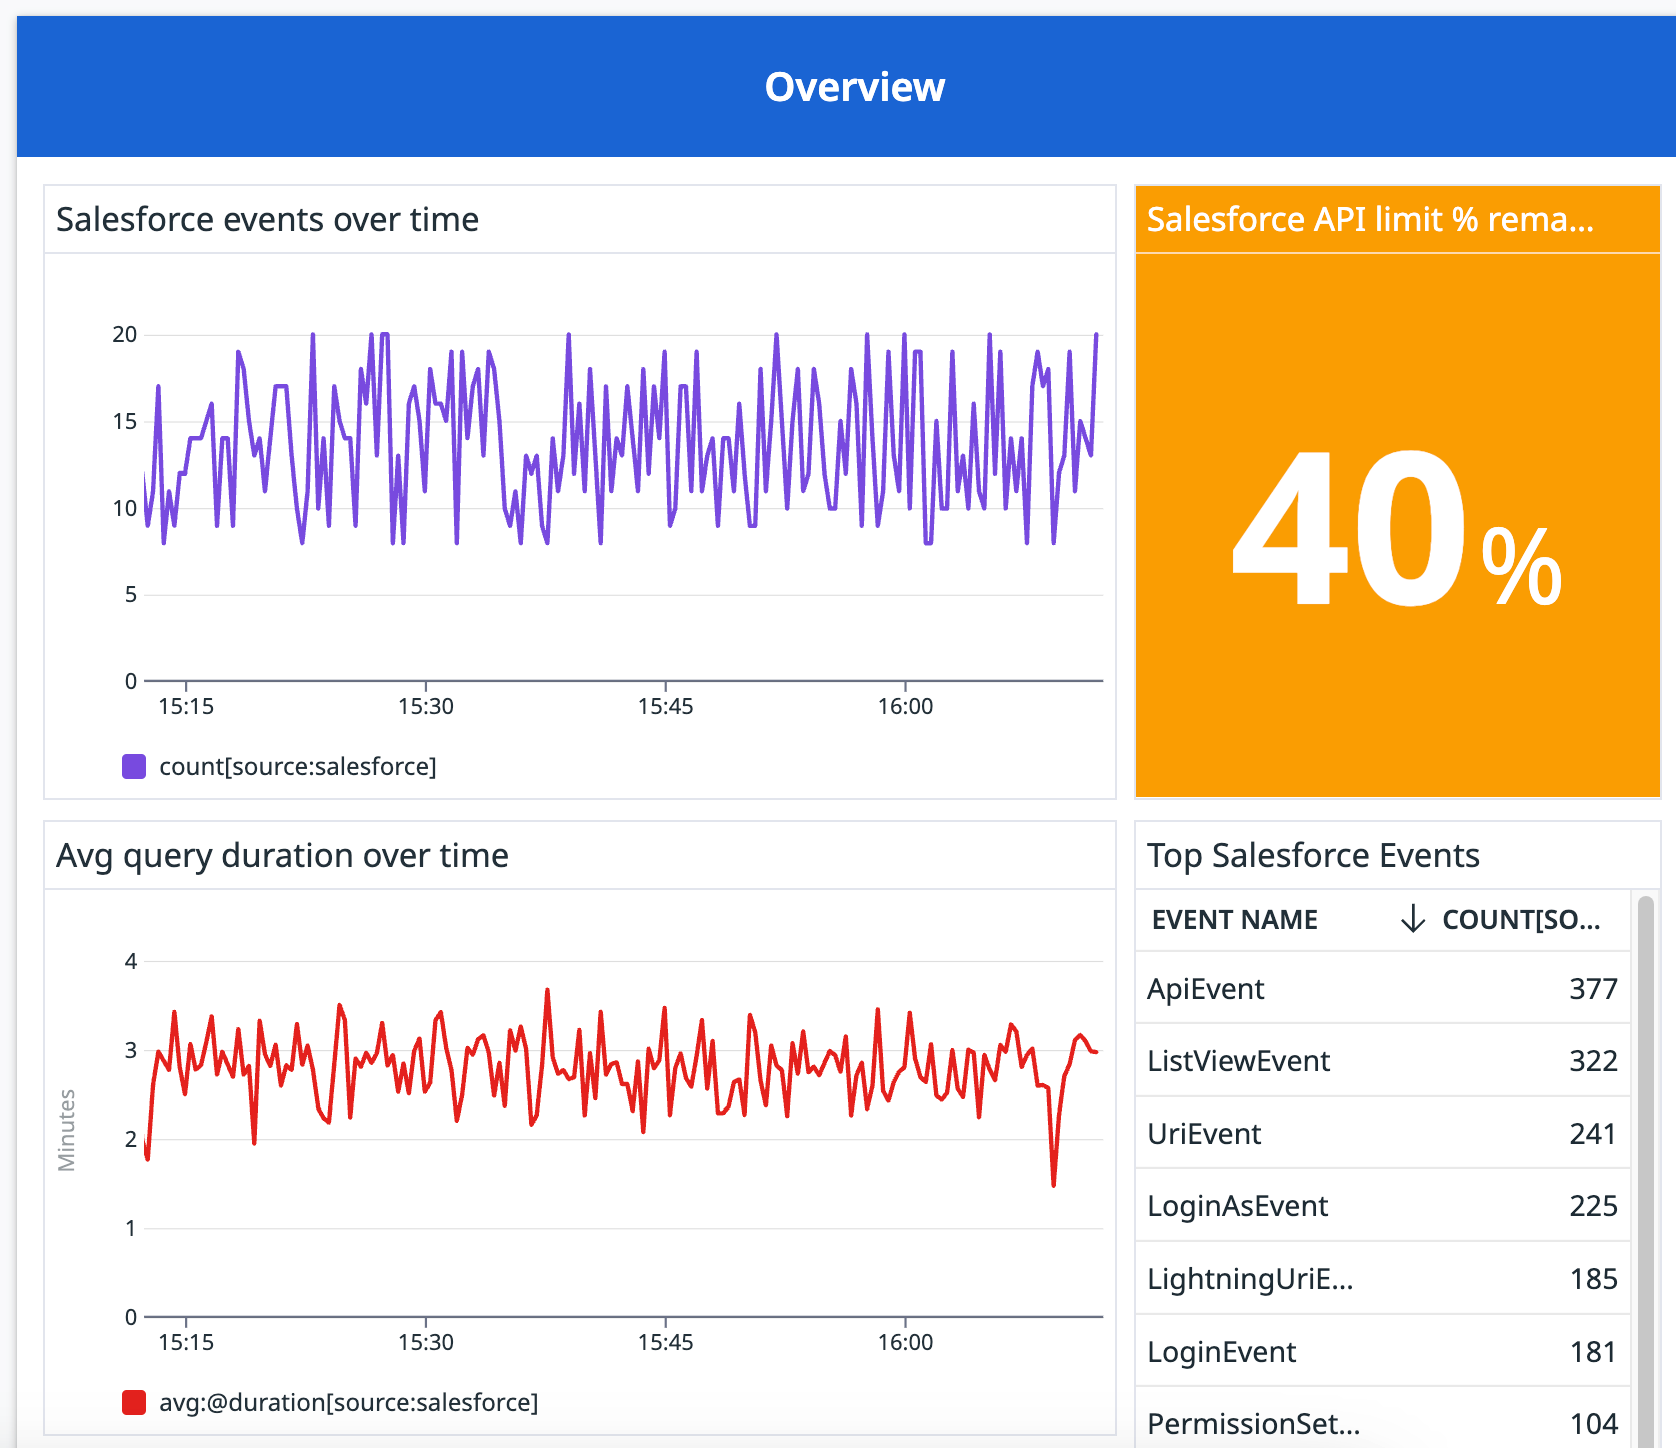 Overview
Salesforce events over time
20
15
10
5
0
15:15 15:30 15:45 16:00
count[source:salesforce]
Salesforce API limit % rema...
40%
Avg query duration over time
Minutes
4
3
2
1
0
15:15 15:30 15:45 16:00
avg:@duration[source:salesforce]
Top Salesforce Events
EVENT NAME ↓ COUNT[SO...
ApiEvent 377
ListViewEvent 322
UriEvent 241
LoginAsEvent 225
LightningUriE... 185
LoginEvent 181
PermissionSet... 104